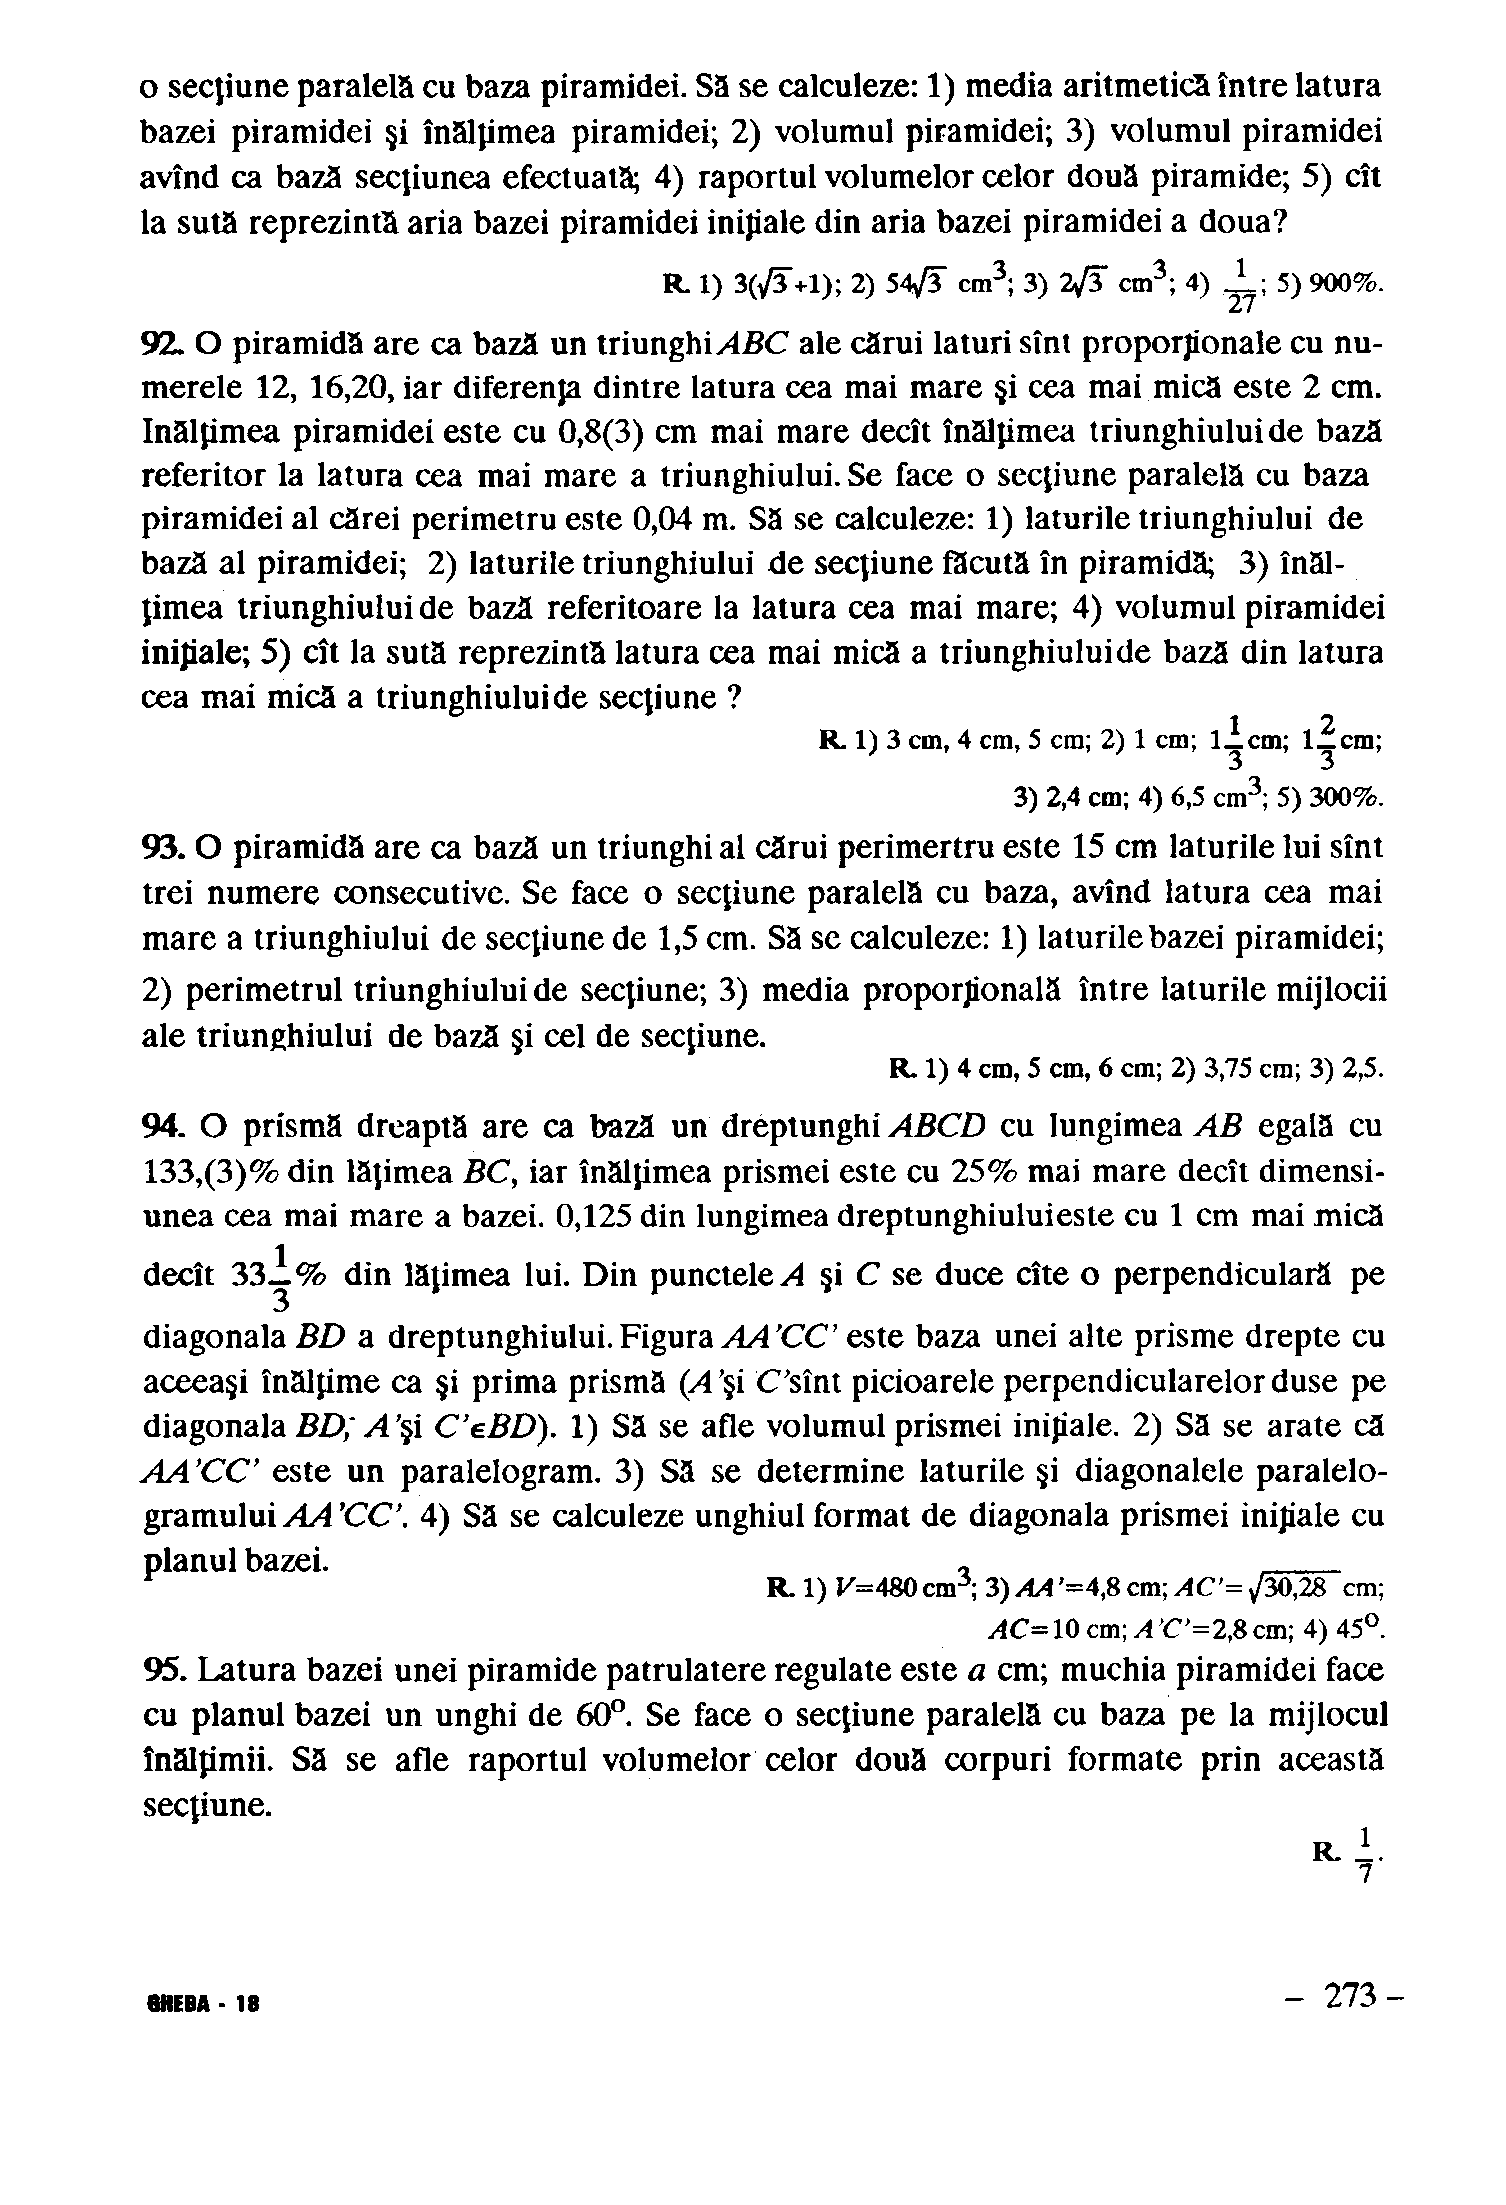 o secţiune paralelă cu baza piramidei. Să se calculeze: 1) media aritmetică între latura
bazei piramidei şi înălţimea piramidei; 2) volumul piramidei; 3) volumul piramidei
avînd ca bază secţiunea efectuată; 4) raportul volumelor celor două piramide; 5) cît
la sută reprezintă aria bazei piramidei iniţiale din aria bazei piramidei a doua?
R. 1) 3(√3+1); 2) 54√3 cm³; 3) 2√3 cm³; 4) 1/27; 5) 900%.
92. O piramidă are ca bază un triunghi ABC ale cărui laturi sînt proporţionale cu nu-
merele 12, 16,20, iar diferenţa dintre latura cea mai mare şi cea mai mică este 2 cm.
Inălţimea piramidei este cu 0,8(3) cm mai mare decît înălţimea triunghiului de bază
referitor la latura cea mai mare a triunghiului. Se face o secţiune paralelă cu baza
piramidei al cărei perimetru este 0,04 m. Să se calculeze: 1) laturile triunghiului de
bază al piramidei; 2) laturile triunghiului de secţiune făcută în piramidă; 3) înăl-
ţimea triunghiului de bază referitoare la latura cea mai mare; 4) volumul piramidei
iniţiale; 5) cît la sută reprezintă latura cea mai mică a triunghiului de bază din latura
cea mai mică a triunghiului de secţiune ?
R. 1) 3 cm, 4 cm, 5 cm; 2) 1 cm; 1 1/3 cm; 1 2/3 cm;
3) 2,4 cm; 4) 6,5 cm³; 5) 300%.
93. O piramidă are ca bază un triunghi al cărui perimertru este 15 cm laturile lui sînt
trei numere consecutive. Se face o secţiune paralelă cu baza, avînd latura cea mai
mare a triunghiului de secţiune de 1,5 cm. Să se calculeze: 1) laturile bazei piramidei;
2) perimetrul triunghiului de secţiune; 3) media proporţională între laturile mijlocii
ale triunghiului de bază şi cel de secţiune.
R. 1) 4 cm, 5 cm, 6 cm; 2) 3,75 cm; 3) 2,5.
94. O prismă dreaptă are ca bază un dreptunghi ABCD cu lungimea AB egală cu
133,(3)% din lăţimea BC, iar înălţimea prismei este cu 25% mai mare decît dimensi-
unea cea mai mare a bazei. 0,125 din lungimea dreptunghiului este cu 1 cm mai mică
decît 33 1/3 % din lăţimea lui. Din punctele A şi C se duce cîte o perpendiculară pe
diagonala BD a dreptunghiului. Figura AA'CC' este baza unei alte prisme drepte cu
aceeaşi înălţime ca şi prima prismă (A'şi C'sînt picioarele perpendicularelor duse pe
diagonala BD; A'şi C'∈BD). 1) Să se afle volumul prismei iniţiale. 2) Să se arate că
AA'CC' este un paralelogram. 3) Să se determine laturile şi diagonalele paralelo-
gramului AA'CC'. 4) Să se calculeze unghiul format de diagonala prismei iniţiale cu
planul bazei.
R. 1) V=480 cm³; 3) AA'=4,8 cm; AC'=√30,28 cm;
AC=10 cm; A'C'=2,8 cm; 4) 45°.
95. Latura bazei unei piramide patrulatere regulate este a cm; muchia piramidei face
cu planul bazei un unghi de 60°. Se face o secţiune paralelă cu baza pe la mijlocul
înălţimii. Să se afle raportul volumelor celor două corpuri formate prin această
secţiune.
R. 1/7.
GHEBA - 18
- 273 -